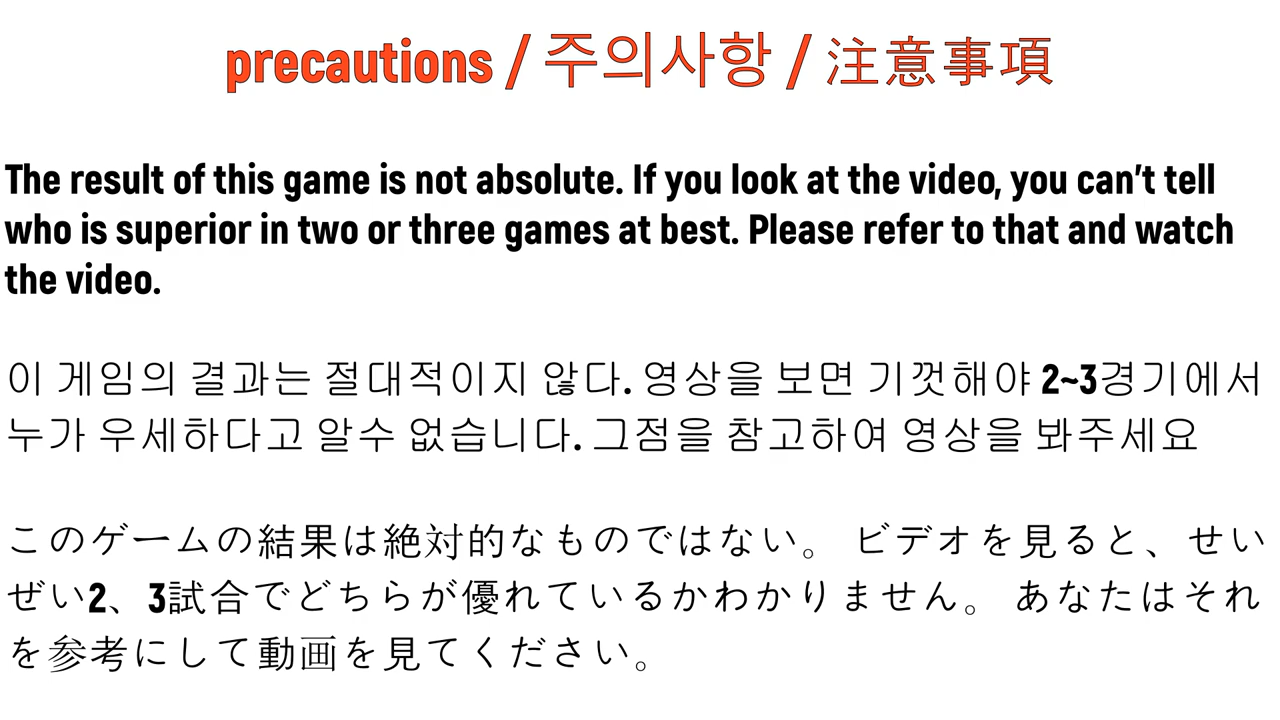 precautions / 주의사항 / 注意事項
The result of this game is not absolute. If you look at the video, you can't tell
who is superior in two or three games at best. Please refer to that and watch
the video.
이 게임의 결과는 절대적이지 않다. 영상을 보면 기껏해야 2~3경기에서
누가 우세하다고 알수 없습니다. 그점을 참고하여 영상을 봐주세요
このゲームの結果は絶対的なものではない。 ビデオを見ると、せい
ぜい2、3試合でどちらが優れているかわかりません。 あなたはそれ
を参考にして動画を見てください。